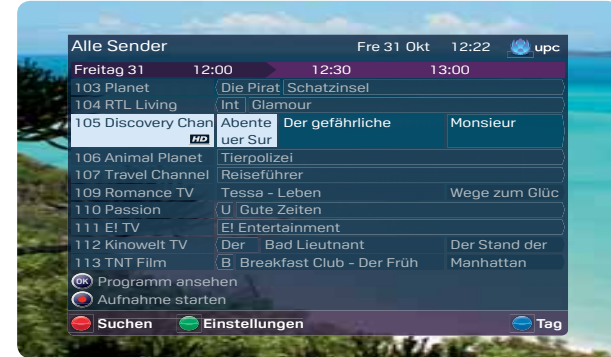 Alle Sender Fre 31 Okt 12:22 upc
Freitag 31 12:00 12:30 13:00
103 Planet Die Pirat Schatzinsel
104 RTL Living Int Glamour
105 Discovery Chan Abente Der gefährliche Monsieur
HD uer Sur
106 Animal Planet Tierpolizei
107 Travel Channel Reiseführer
109 Romance TV Tessa - Leben Wege zum Glüc
110 Passion U Gute Zeiten
111 E! TV E! Entertainment
112 Kinowelt TV Der Bad Lieutnant Der Stand der
113 TNT Film B Breakfast Club - Der Früh Manhattan
OK Programm ansehen
Aufnahme starten
Suchen Einstellungen Tag